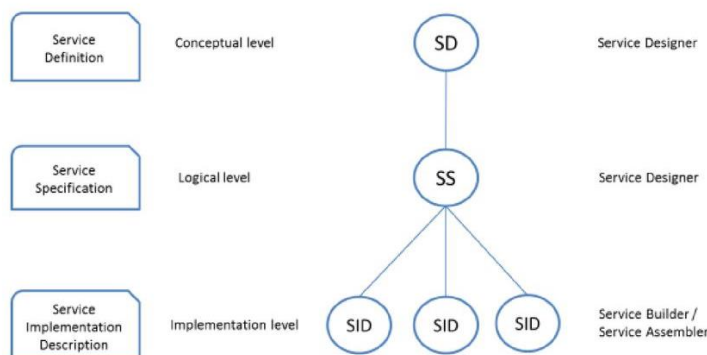 Service
Definition
Conceptual level
SD
Service Designer
Service
Specification
Logical level
SS
Service Designer
Service
Implementation
Description
Implementation level
SID
SID
SID
Service Builder /
Service Assembler